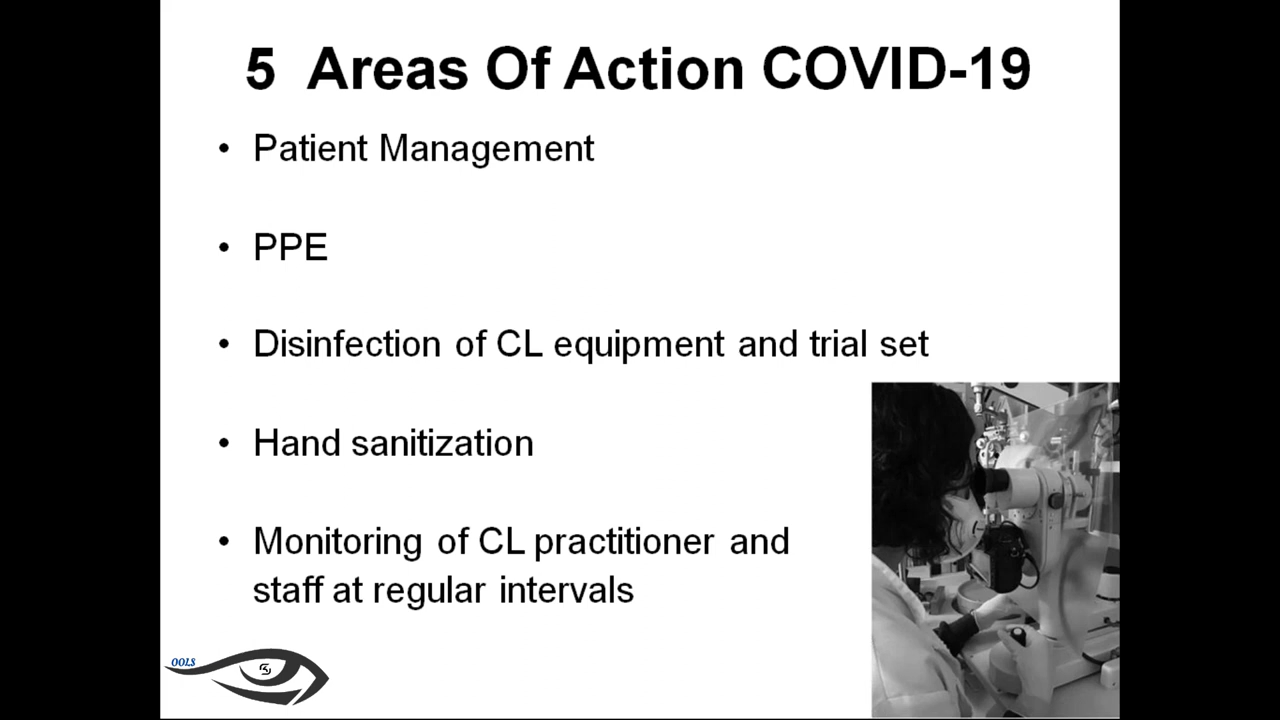 5 Areas Of Action COVID-19
• Patient Management
• PPE
• Disinfection of CL equipment and trial set
• Hand sanitization
• Monitoring of CL practitioner and
staff at regular intervals
OOLS